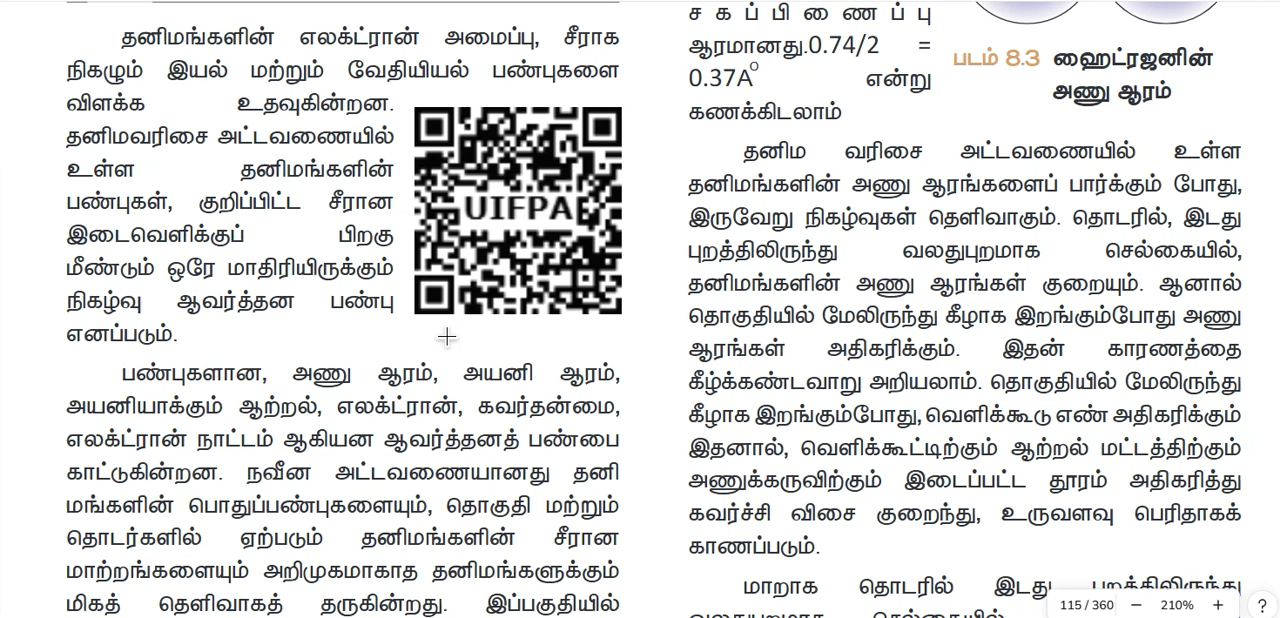 தனிமங்களின் எலக்ட்ரான் அமைப்பு, சீராக
நிகழும் இயல் மற்றும் வேதியியல் பண்புகளை
விளக்க உதவுகின்றன.
தனிமவரிசை அட்டவணையில்
உள்ள தனிமங்களின்
பண்புகள், குறிப்பிட்ட சீரான
இடைவெளிக்குப் பிறகு
மீண்டும் ஒரே மாதிரியிருக்கும்
நிகழ்வு ஆவர்த்தன பண்பு
எனப்படும்.
UIFPAE
பண்புகளான, அணு ஆரம், அயனி ஆரம்,
அயனியாக்கும் ஆற்றல், எலக்ட்ரான், கவர்தன்மை,
எலக்ட்ரான் நாட்டம் ஆகியன ஆவர்த்தனத் பண்பை
காட்டுகின்றன. நவீன அட்டவணையானது தனி
மங்களின் பொதுப்பண்புகளையும், தொகுதி மற்றும்
தொடர்களில் ஏற்படும் தனிமங்களின் சீரான
மாற்றங்களையும் அறிமுகமாகாத தனிமங்களுக்கும்
மிகத் தெளிவாகத் தருகின்றது. இப்பகுதியில்
ச க ப் பி ணை ப் பு
ஆரமானது.0.74/2 =
0.37A° என்று
கணக்கிடலாம்
படம் 8.3 ஹைட்ரஜனின்
அணு ஆரம்
தனிம வரிசை அட்டவணையில் உள்ள
தனிமங்களின் அணு ஆரங்களைப் பார்க்கும் போது,
இருவேறு நிகழ்வுகள் தெளிவாகும். தொடரில், இடது
புறத்திலிருந்து வலதுபுறமாக செல்கையில்,
தனிமங்களின் அணு ஆரங்கள் குறையும். ஆனால்
தொகுதியில் மேலிருந்து கீழாக இறங்கும்போது அணு
ஆரங்கள் அதிகரிக்கும். இதன் காரணத்தை
கீழ்க்கண்டவாறு அறியலாம். தொகுதியில் மேலிருந்து
கீழாக இறங்கும்போது, வெளிக்கூடு எண் அதிகரிக்கும்
இதனால், வெளிக்கூட்டிற்கும் ஆற்றல் மட்டத்திற்கும்
அணுக்கருவிற்கும் இடைப்பட்ட தூரம் அதிகரித்து
கவர்ச்சி விசை குறைந்து, உருவளவு பெரிதாகக்
காணப்படும்.
மாறாக தொடரில் இடது புறத்திலிருந்து
வலதுபுறமாக செல்கையில்
115 / 360 − 210% + ?